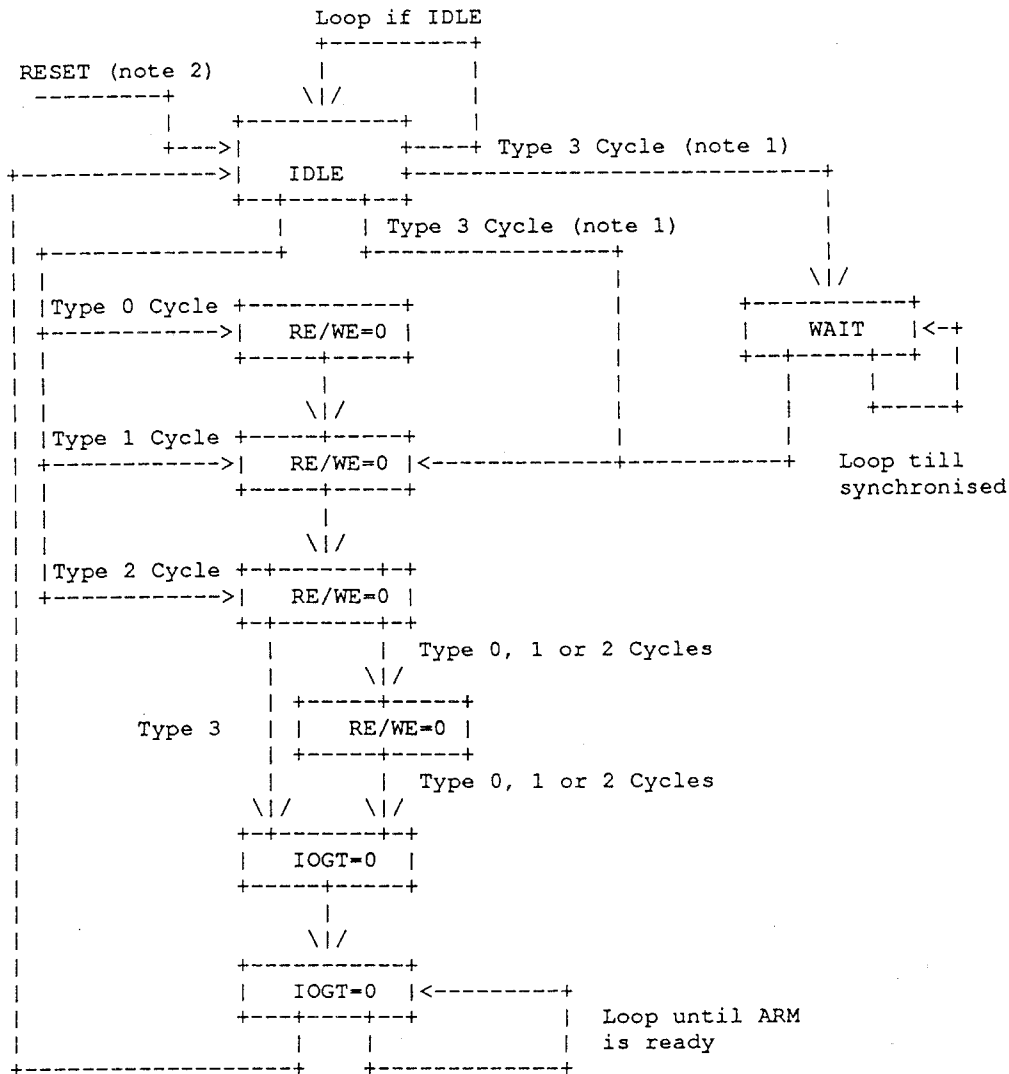 Loop if IDLE
RESET (note 2)
Type 3 Cycle (note 1)
IDLE
Type 3 Cycle (note 1)
Type 0 Cycle
RE/WE=0
WAIT
Type 1 Cycle
RE/WE=0
Loop till
synchronised
Type 2 Cycle
RE/WE=0
Type 0, 1 or 2 Cycles
Type 3
RE/WE=0
Type 0, 1 or 2 Cycles
IOGT=0
IOGT=0
Loop until ARM
is ready